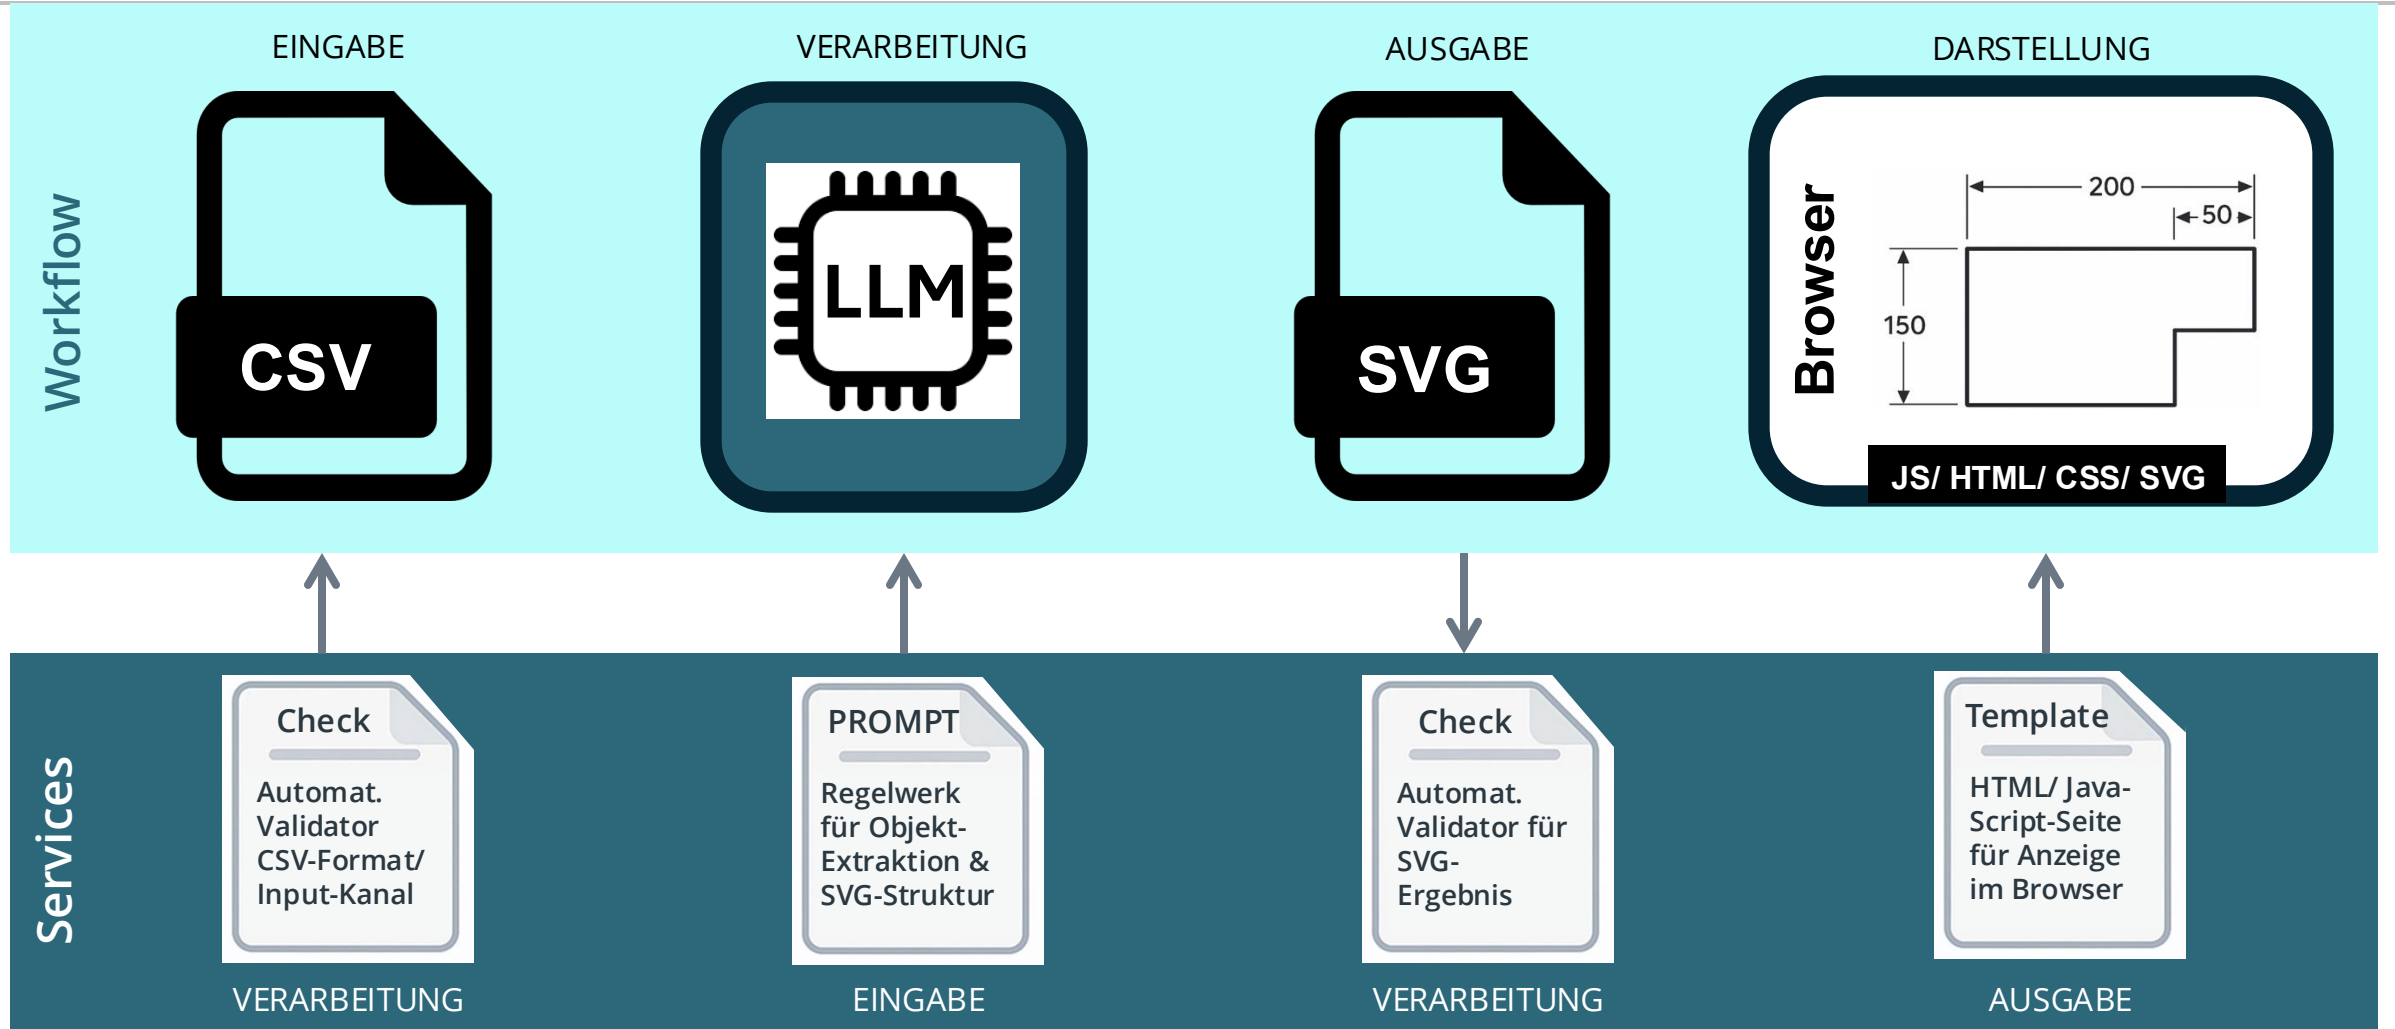 EINGABE
VERARBEITUNG
AUSGABE
DARSTELLUNG
Workflow
CSV
LLM
SVG
Browser
200
50
150
JS/ HTML/ CSS/ SVG
Services
Check
Automat.
Validator
CSV-Format/
Input-Kanal
VERARBEITUNG
PROMPT
Regelwerk
für Objekt-
Extraktion &
SVG-Struktur
EINGABE
Check
Automat.
Validator für
SVG-
Ergebnis
VERARBEITUNG
Template
HTML/ Java-
Script-Seite
für Anzeige
im Browser
AUSGABE